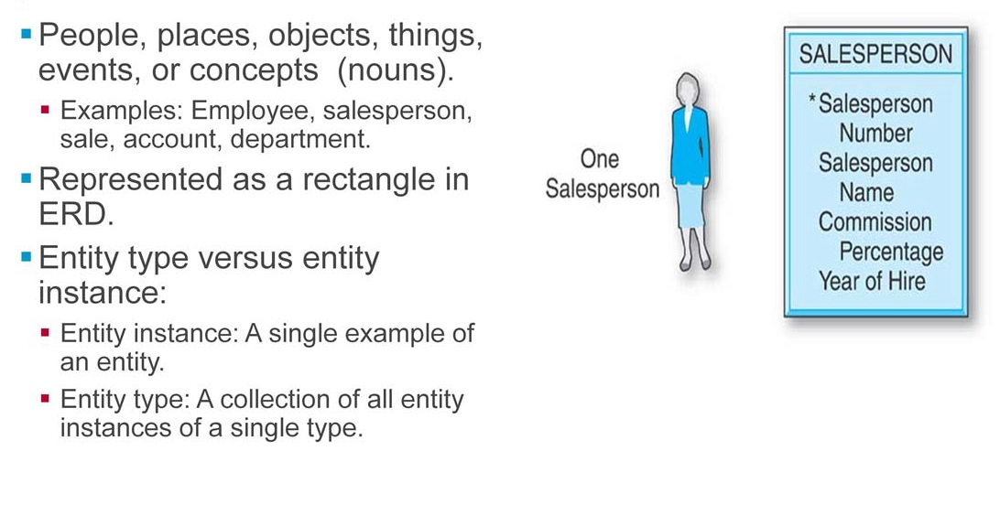 People, places, objects, things,
events, or concepts (nouns).
Examples: Employee, salesperson,
sale, account, department.
Represented as a rectangle in
ERD.
Entity type versus entity
instance:
Entity instance: A single example of
an entity.
Entity type: A collection of all entity
instances of a single type.
One
Salesperson
SALESPERSON
*Salesperson
Number
Salesperson
Name
Commission
Percentage
Year of Hire